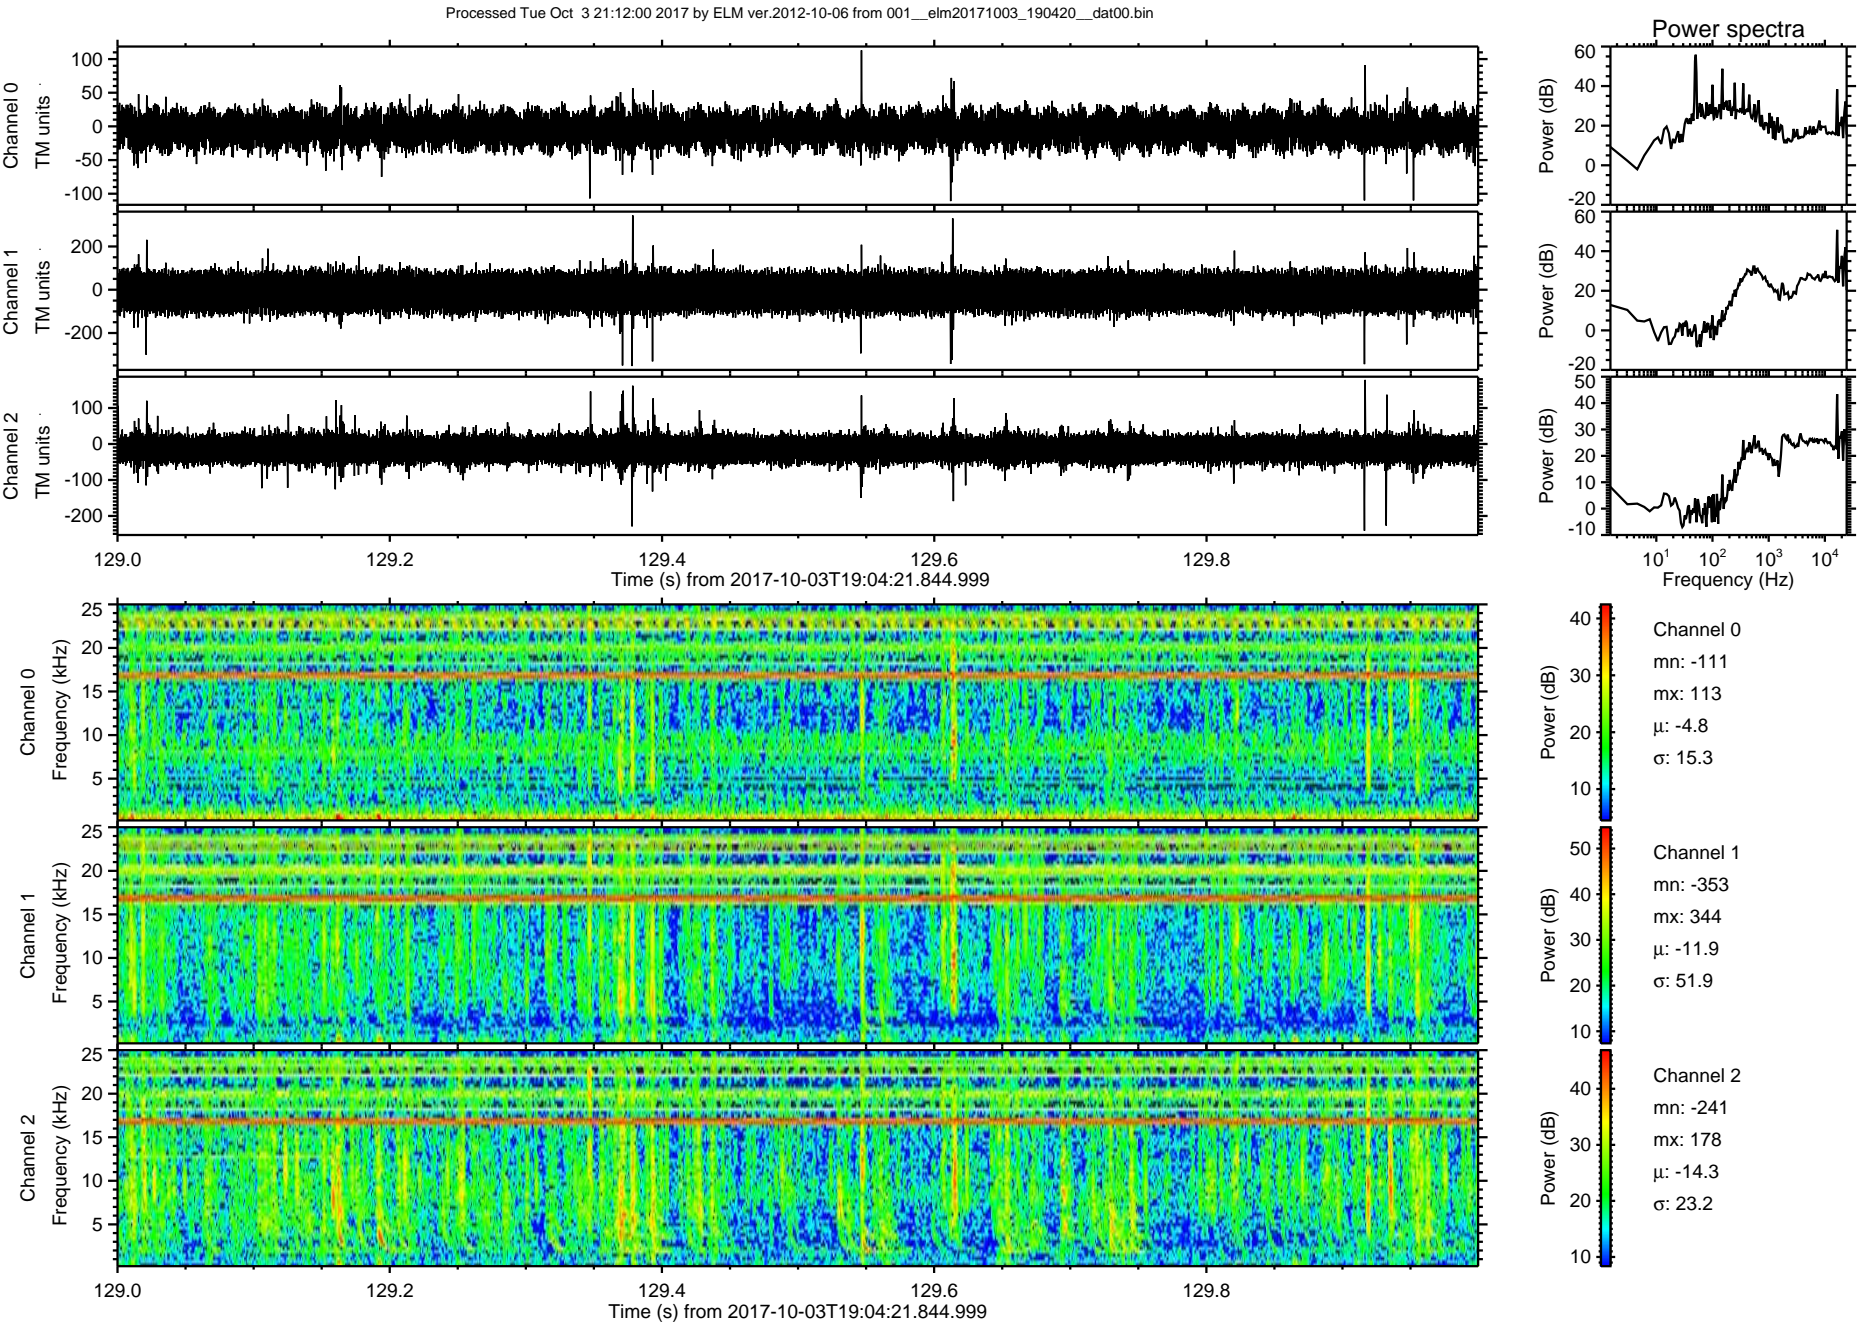 Processed Tue Oct  3 21:12:00 2017 by ELM ver.2012-10-06 from 001__elm20171003_190420__dat00.bin
Power spectra
Channel 0
TM units
100
50
0
-50
-100
Power (dB)
60
40
20
0
-20
Channel 1
TM units
200
0
-200
Power (dB)
60
40
20
0
-20
Channel 2
TM units
100
0
-100
-200
Power (dB)
50
40
30
20
10
0
-10
129.0 129.2 129.4 129.6 129.8
Time (s) from 2017-10-03T19:04:21.844.999
10¹ 10² 10³ 10⁴
Frequency (Hz)
Channel 0
Frequency (kHz)
25
20
15
10
5
Power (dB)
40
30
20
10
Channel 0
mn: -111
mx: 113
μ: -4.8
σ: 15.3
Channel 1
Frequency (kHz)
25
20
15
10
5
Power (dB)
50
40
30
20
10
Channel 1
mn: -353
mx: 344
μ: -11.9
σ: 51.9
Channel 2
Frequency (kHz)
25
20
15
10
5
Power (dB)
40
30
20
10
Channel 2
mn: -241
mx: 178
μ: -14.3
σ: 23.2
129.0 129.2 129.4 129.6 129.8
Time (s) from 2017-10-03T19:04:21.844.999